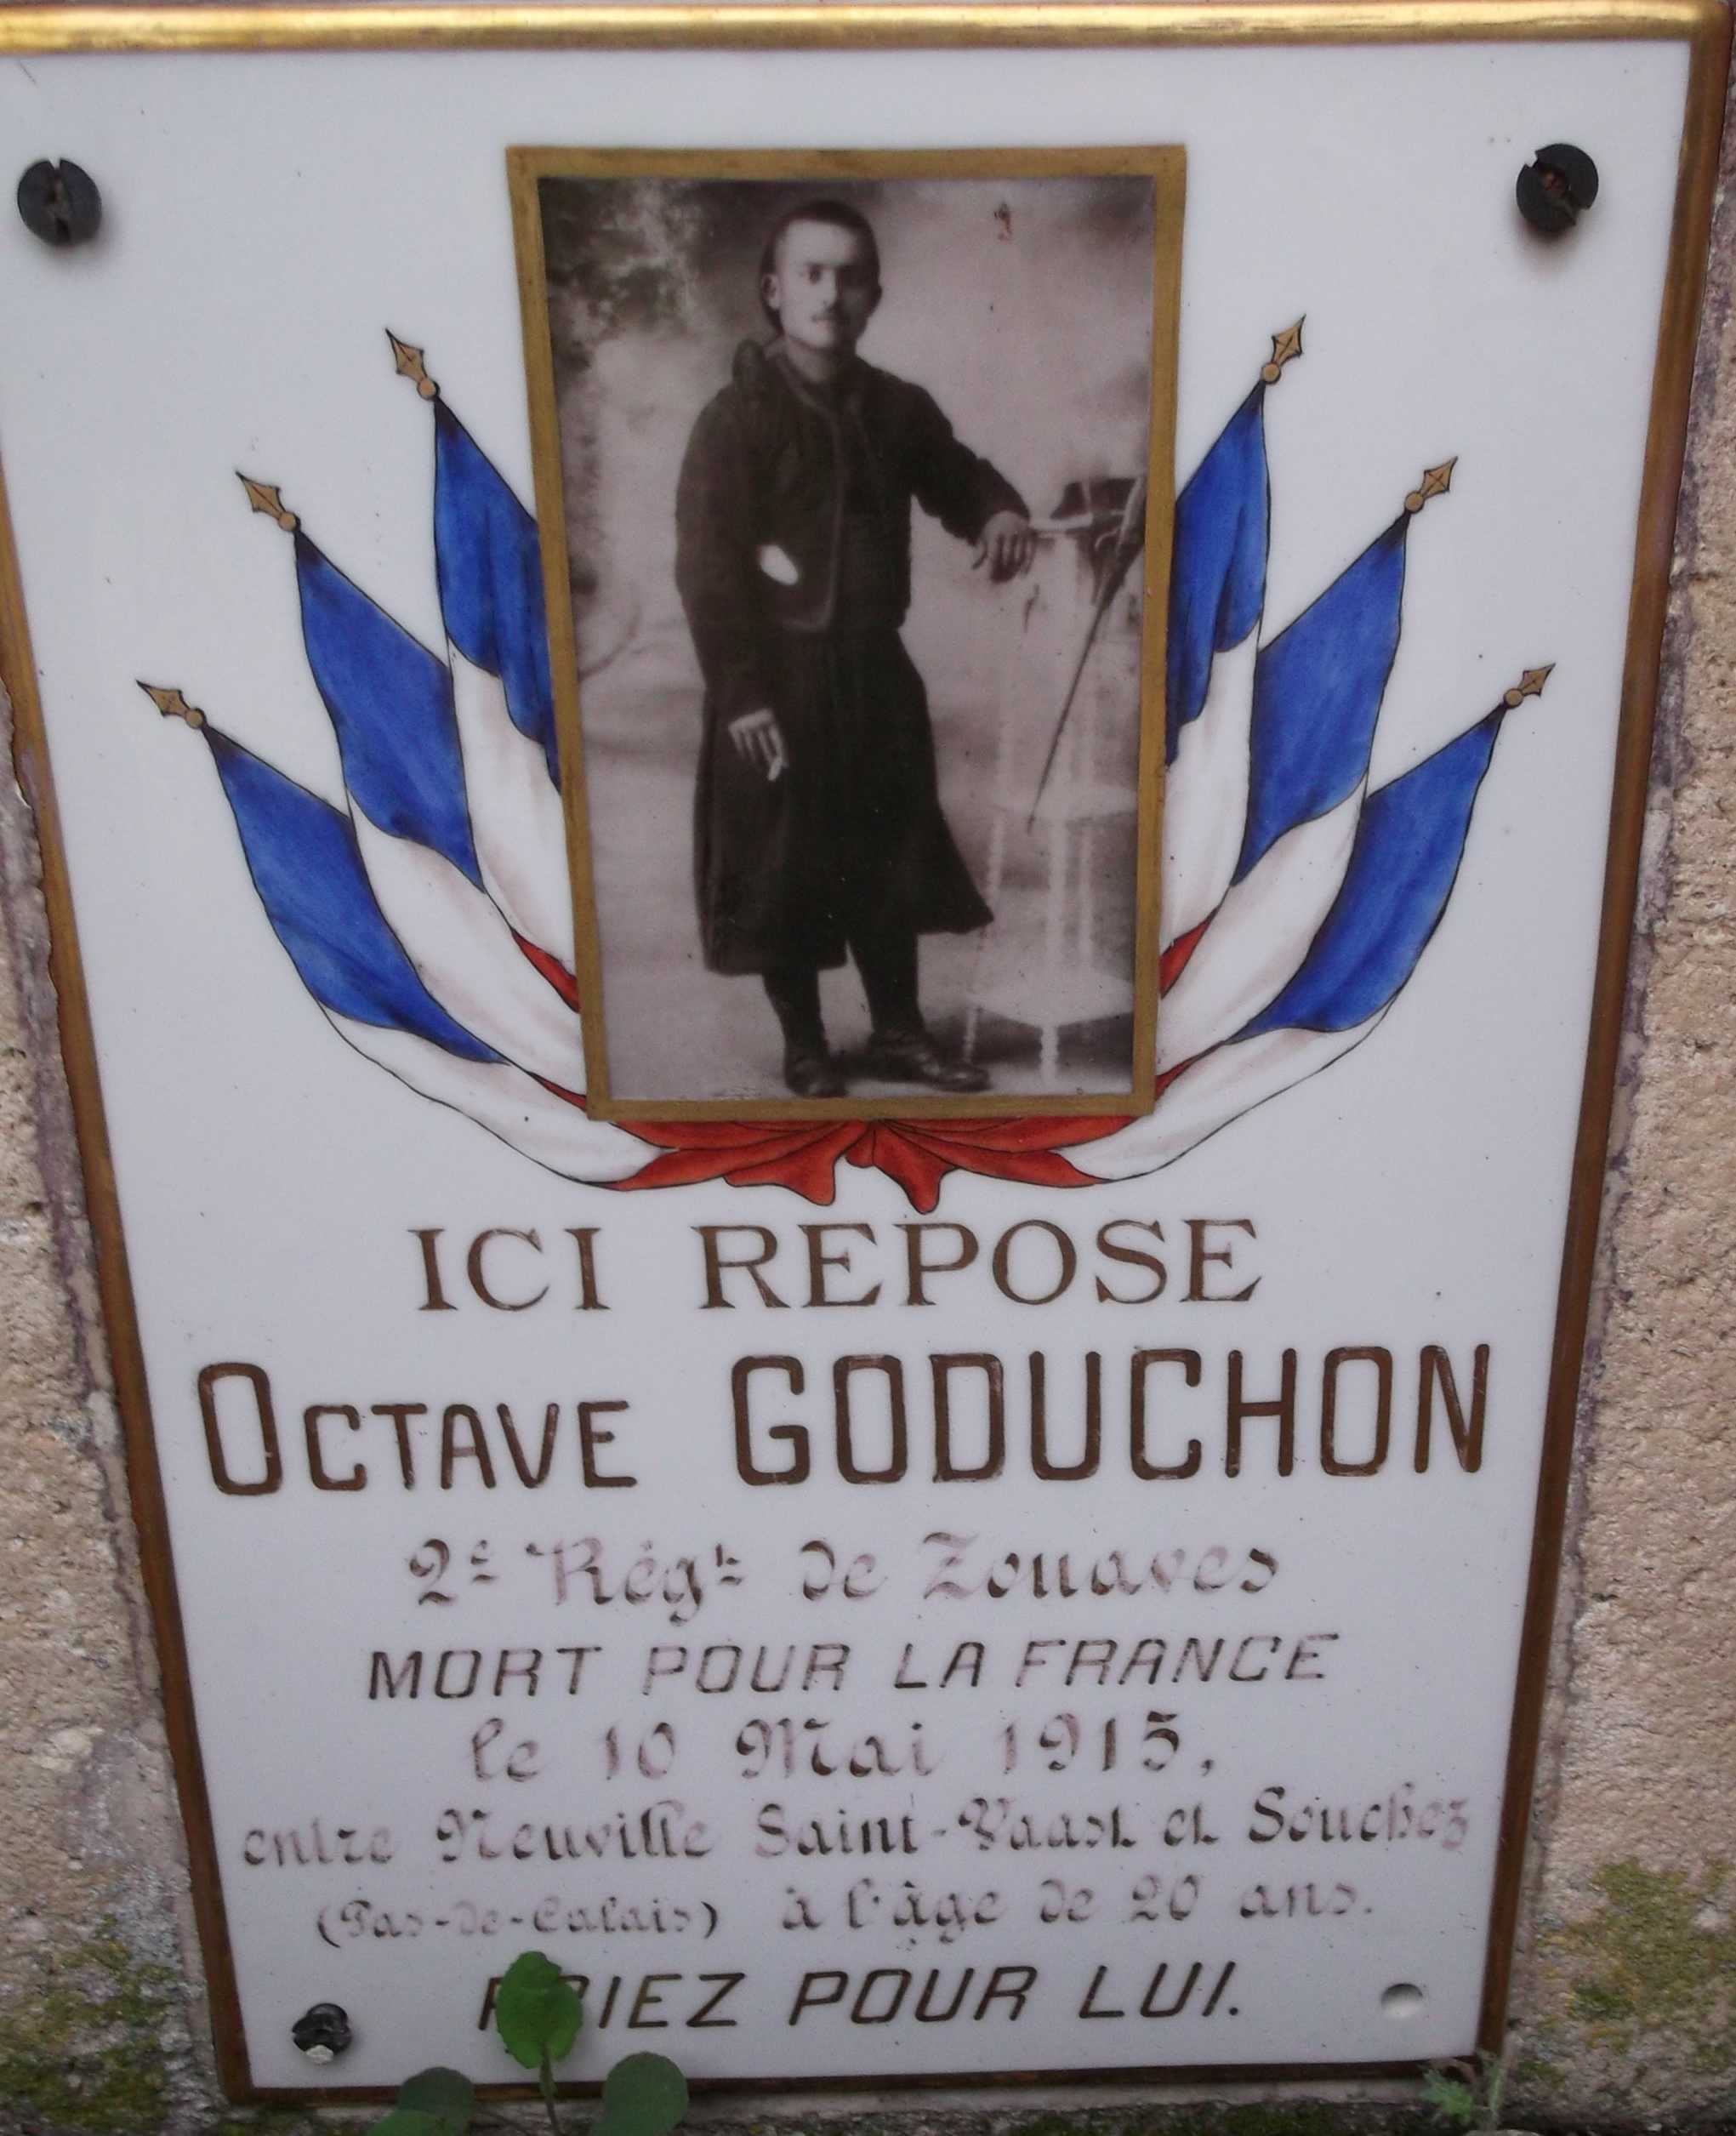 ICI REPOSE
OCTAVE GODUCHON
2e Régt de Zouaves
MORT POUR LA FRANCE
le 10 Mai 1915,
entre Neuville Saint-Vaast et Souchez
(Pas-de-Calais) à l'âge de 20 ans.
PRIEZ POUR LUI.